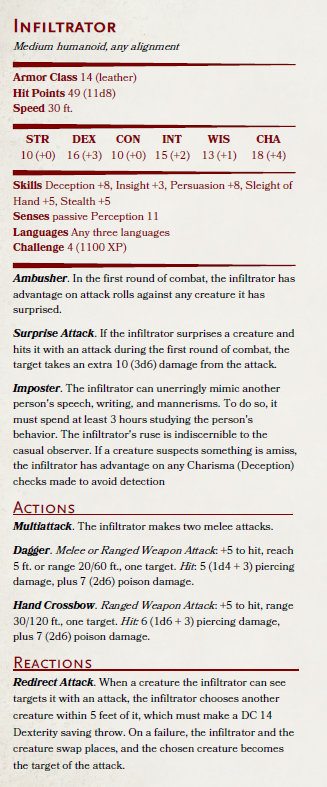 INFILTRATOR
Medium humanoid, any alignment
Armor Class 14 (leather)
Hit Points 49 (11d8)
Speed 30 ft.
STR DEX CON INT WIS CHA
10 (+0) 16 (+3) 10 (+0) 15 (+2) 13 (+1) 18 (+4)
Skills Deception +8, Insight +3, Persuasion +8, Sleight of
Hand +5, Stealth +5
Senses passive Perception 11
Languages Any three languages
Challenge 4 (1100 XP)
Ambusher. In the first round of combat, the infiltrator has
advantage on attack rolls against any creature it has
surprised.
Surprise Attack. If the infiltrator surprises a creature and
hits it with an attack during the first round of combat, the
target takes an extra 10 (3d6) damage from the attack.
Imposter. The infiltrator can unerringly mimic another
person's speech, writing, and mannerisms. To do so, it
must spend at least 3 hours studying the person's
behavior. The infiltrator's ruse is indiscernible to the
casual observer. If a creature suspects something is amiss,
the infiltrator has advantage on any Charisma (Deception)
checks made to avoid detection
ACTIONS
Multiattack. The infiltrator makes two melee attacks.
Dagger. Melee or Ranged Weapon Attack: +5 to hit, reach
5 ft. or range 20/60 ft., one target. Hit: 5 (1d4 + 3) piercing
damage, plus 7 (2d6) poison damage.
Hand Crossbow. Ranged Weapon Attack: +5 to hit, range
30/120 ft., one target. Hit: 6 (1d6 + 3) piercing damage,
plus 7 (2d6) poison damage.
REACTIONS
Redirect Attack. When a creature the infiltrator can see
targets it with an attack, the infiltrator chooses another
creature within 5 feet of it, which must make a DC 14
Dexterity saving throw. On a failure, the infiltrator and the
creature swap places, and the chosen creature becomes
the target of the attack.